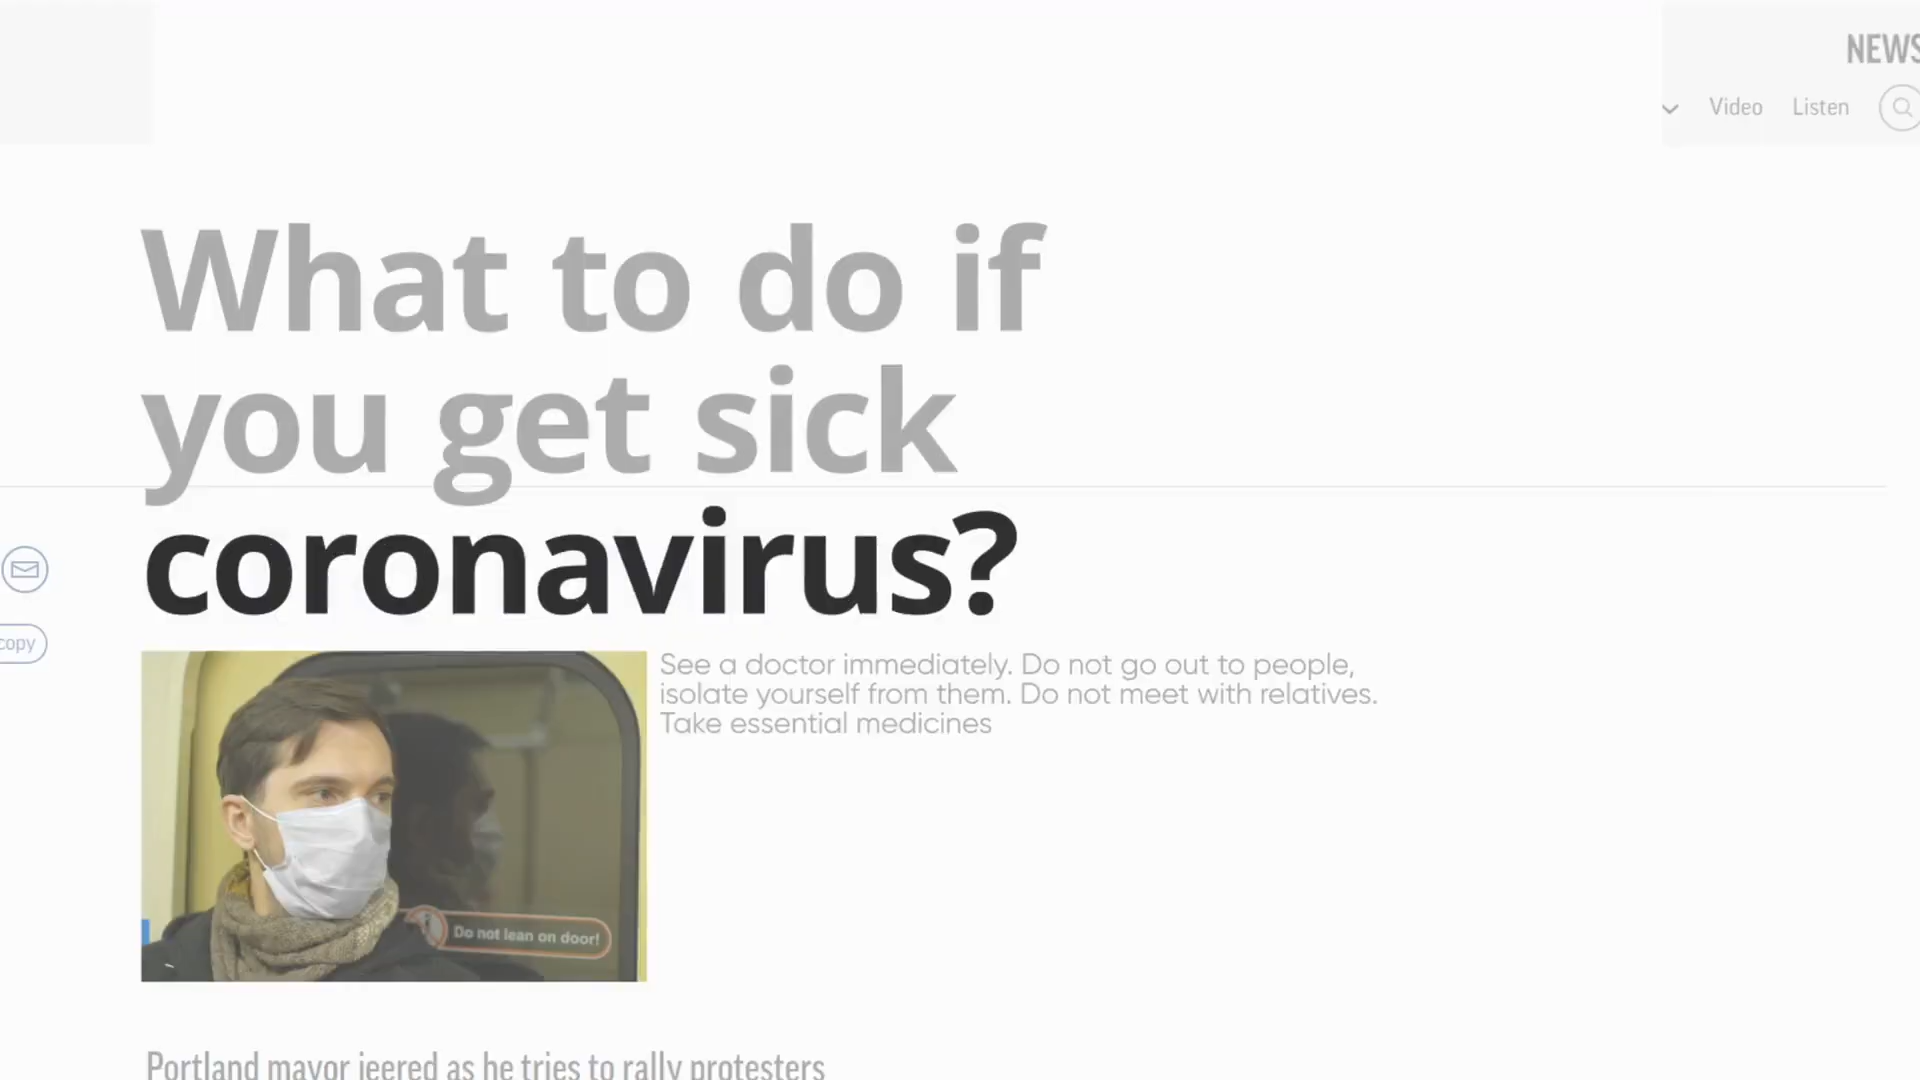 NEWS
Video Listen
What to do if
you get sick
coronavirus?
copy
See a doctor immediately. Do not go out to people,
isolate yourself from them. Do not meet with relatives.
Take essential medicines
Do not lean on door!
Portland mayor jeered as he tries to rally protesters